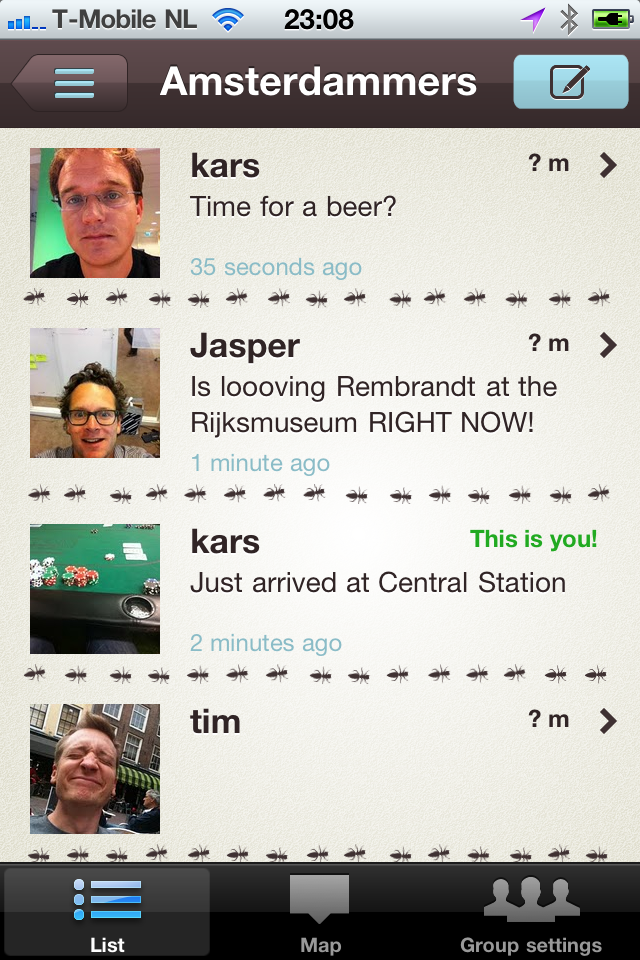 T-Mobile NL 23:08
Amsterdammers
kars ? m
Time for a beer?
35 seconds ago
Jasper ? m
Is loooving Rembrandt at the
Rijksmuseum RIGHT NOW!
1 minute ago
kars This is you!
Just arrived at Central Station
2 minutes ago
tim ? m
List Map Group settings